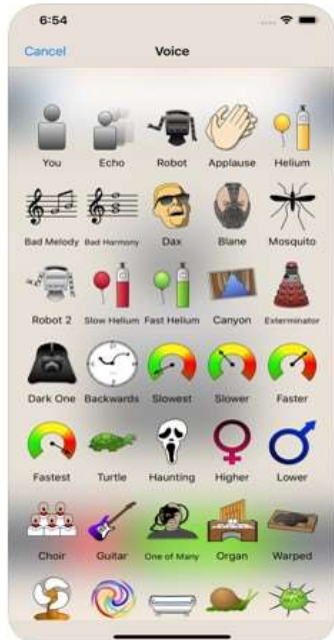 6:54
Cancel Voice
You Echo Robot Applause Helium
Bad Melody Bad Harmony Dax Blane Mosquito
Robot 2 Slow Helium Fast Helium Canyon Exterminator
Dark One Backwards Slowest Slower Faster
Fastest Turtle Haunting Higher Lower
Choir Guitar One of Many Organ Warped